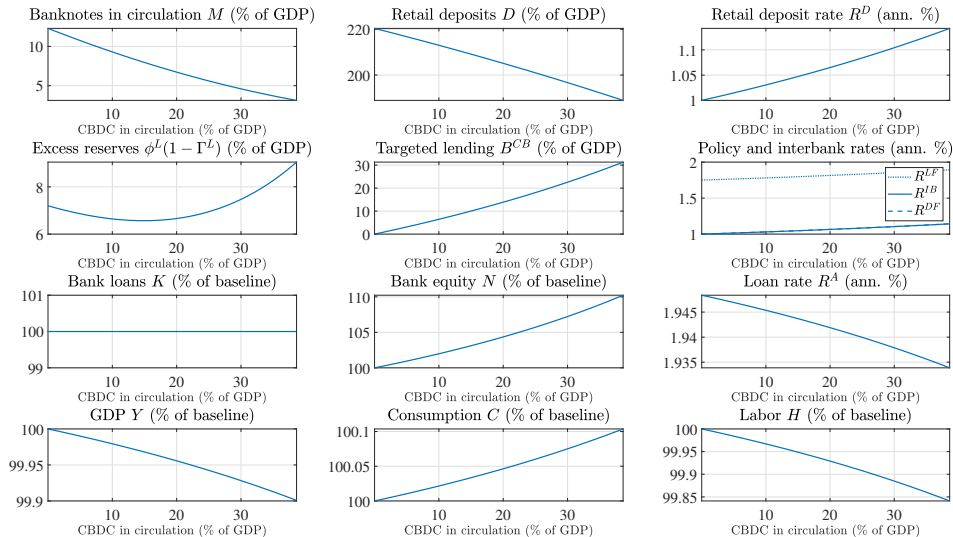 Banknotes in circulation M (% of GDP)
10
5
10 20 30
CBDC in circulation (% of GDP)
Retail deposits D (% of GDP)
220
200
10 20 30
CBDC in circulation (% of GDP)
Retail deposit rate R^D (ann. %)
1.1
1.05
1
10 20 30
CBDC in circulation (% of GDP)
Excess reserves ϕ^L(1 − Γ^L) (% of GDP)
8
6
10 20 30
CBDC in circulation (% of GDP)
Targeted lending B^{CB} (% of GDP)
30
20
10
0
10 20 30
CBDC in circulation (% of GDP)
Policy and interbank rates (ann. %)
2
1.5
1
R^{LF}
R^{IB}
R^{DF}
10 20 30
CBDC in circulation (% of GDP)
Bank loans K (% of baseline)
101
100
99
10 20 30
CBDC in circulation (% of GDP)
Bank equity N (% of baseline)
110
105
100
10 20 30
CBDC in circulation (% of GDP)
Loan rate R^A (ann. %)
1.945
1.94
1.935
10 20 30
CBDC in circulation (% of GDP)
GDP Y (% of baseline)
100
99.95
99.9
10 20 30
CBDC in circulation (% of GDP)
Consumption C (% of baseline)
100.1
100.05
100
10 20 30
CBDC in circulation (% of GDP)
Labor H (% of baseline)
100
99.95
99.9
99.85
10 20 30
CBDC in circulation (% of GDP)